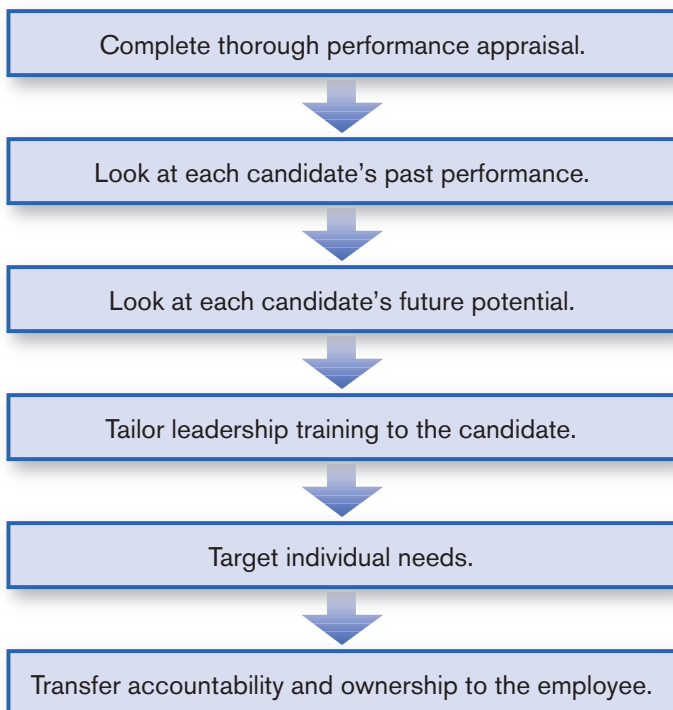 Complete thorough performance appraisal.
Look at each candidate’s past performance.
Look at each candidate’s future potential.
Tailor leadership training to the candidate.
Target individual needs.
Transfer accountability and ownership to the employee.